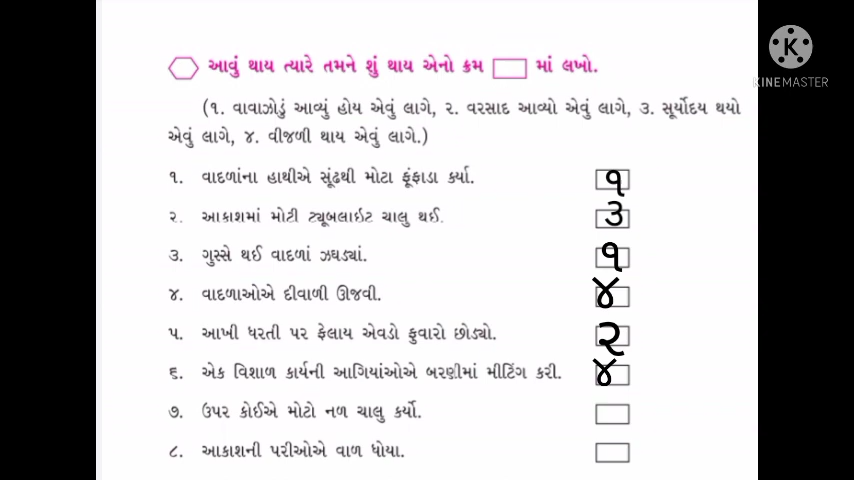 આવું થાય ત્યારે તમને શું થાય એનો ક્રમ માં લખો.
K
KINEMASTER
(૧. વાવાઝોડું આવ્યું હોય એવું લાગે, ૨. વરસાદ આવ્યો એવું લાગે, ૩. સૂર્યોદય થયો
એવું લાગે, ૪. વીજળી થાય એવું લાગે.)
૧. વાદળાંના હાથીએ સૂંઢથી મોટા ફૂંફાડા કર્યા. ૧
૨. આકાશમાં મોટી ટ્યૂબલાઇટ ચાલુ થઈ. ૩
૩. ગુસ્સે થઈ વાદળાં ઝઘડ્યાં. ૧
૪. વાદળાઓએ દીવાળી ઊજવી. ૪
૫. આખી ધરતી પર ફેલાય એવડો ફુવારો છોડ્યો. ૨
૬. એક વિશાળ કાર્યની આગિયાંઓએ બરણીમાં મીટિંગ કરી. ૪
૭. ઉપર કોઈએ મોટો નળ ચાલુ કર્યો.
૮. આકાશની પરીઓએ વાળ ધોયા.